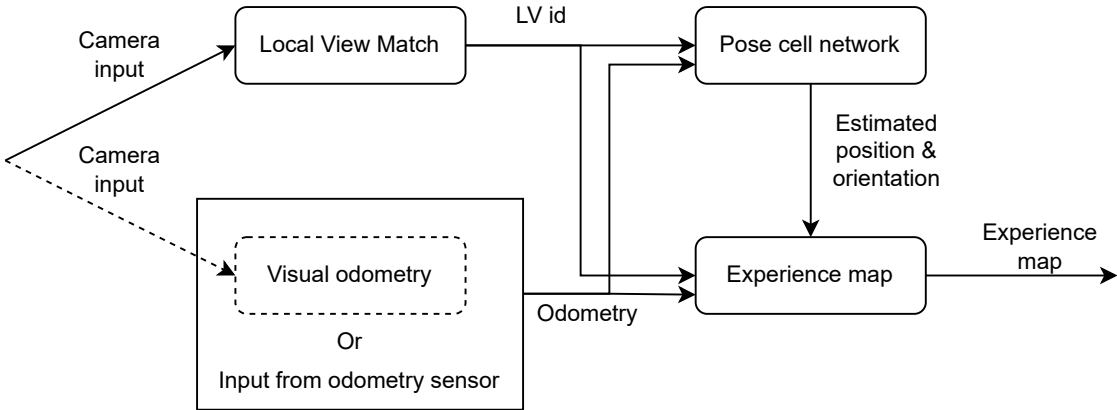 LV id
Camera
input
Local View Match
Pose cell network
Camera
input
Estimated
position &
orientation
Visual odometry
Or
Input from odometry sensor
Odometry
Experience map
Experience
map